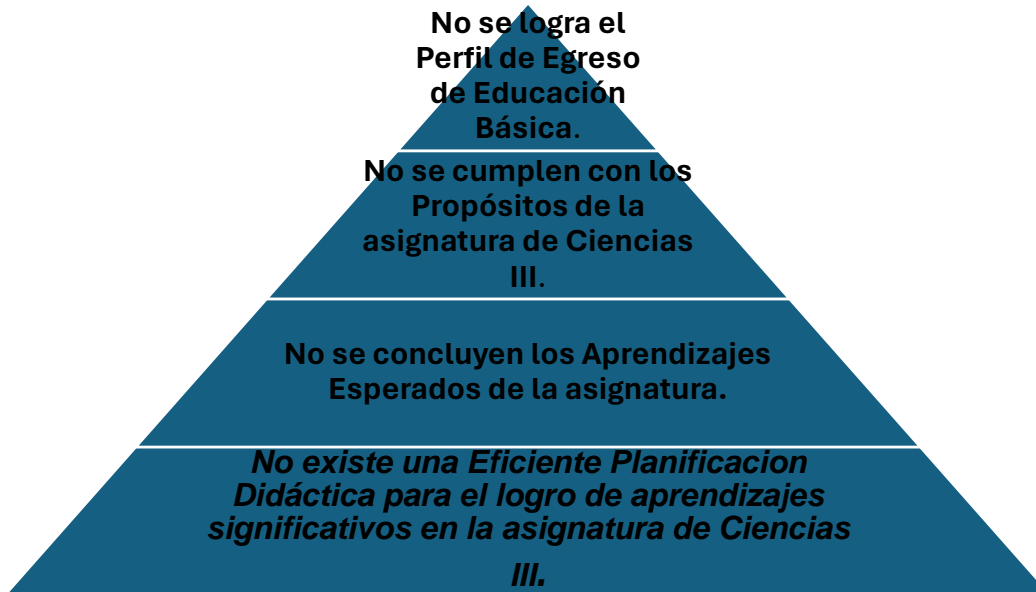 No se logra el
Perfil de Egreso
de Educación
Básica.
No se cumplen con los
Propósitos de la
asignatura de Ciencias
III.
No se concluyen los Aprendizajes
Esperados de la asignatura.
No existe una Eficiente Planificacion
Didáctica para el logro de aprendizajes
significativos en la asignatura de Ciencias
III.